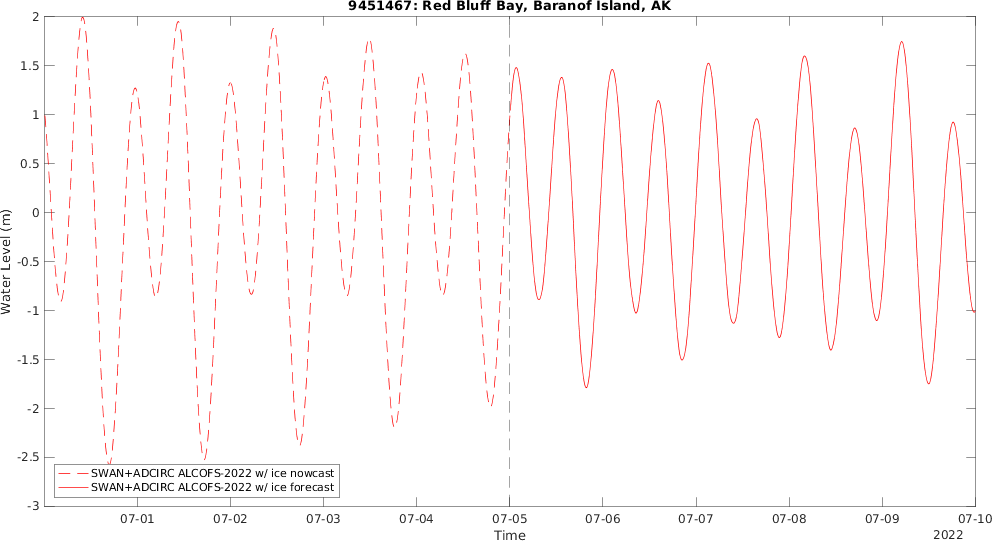 9451467: Red Bluff Bay, Baranof Island, AK
Water Level (m)
2
1.5
1
0.5
0
-0.5
-1
-1.5
-2
-2.5
-3
SWAN+ADCIRC ALCOFS-2022 w/ ice nowcast
SWAN+ADCIRC ALCOFS-2022 w/ ice forecast
07-01 07-02 07-03 07-04 07-05 07-06 07-07 07-08 07-09 07-10
Time
2022